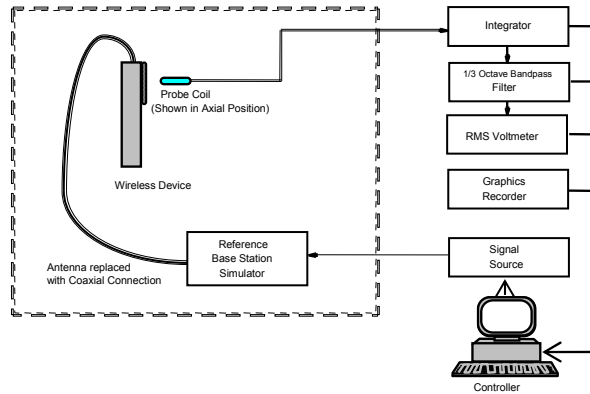 Integrator
1/3 Octave Bandpass
Filter
RMS Voltmeter
Graphics
Recorder
Signal
Source
Controller
Probe Coil
(Shown in Axial Position)
Wireless Device
Reference
Base Station
Simulator
Antenna replaced
with Coaxial Connection